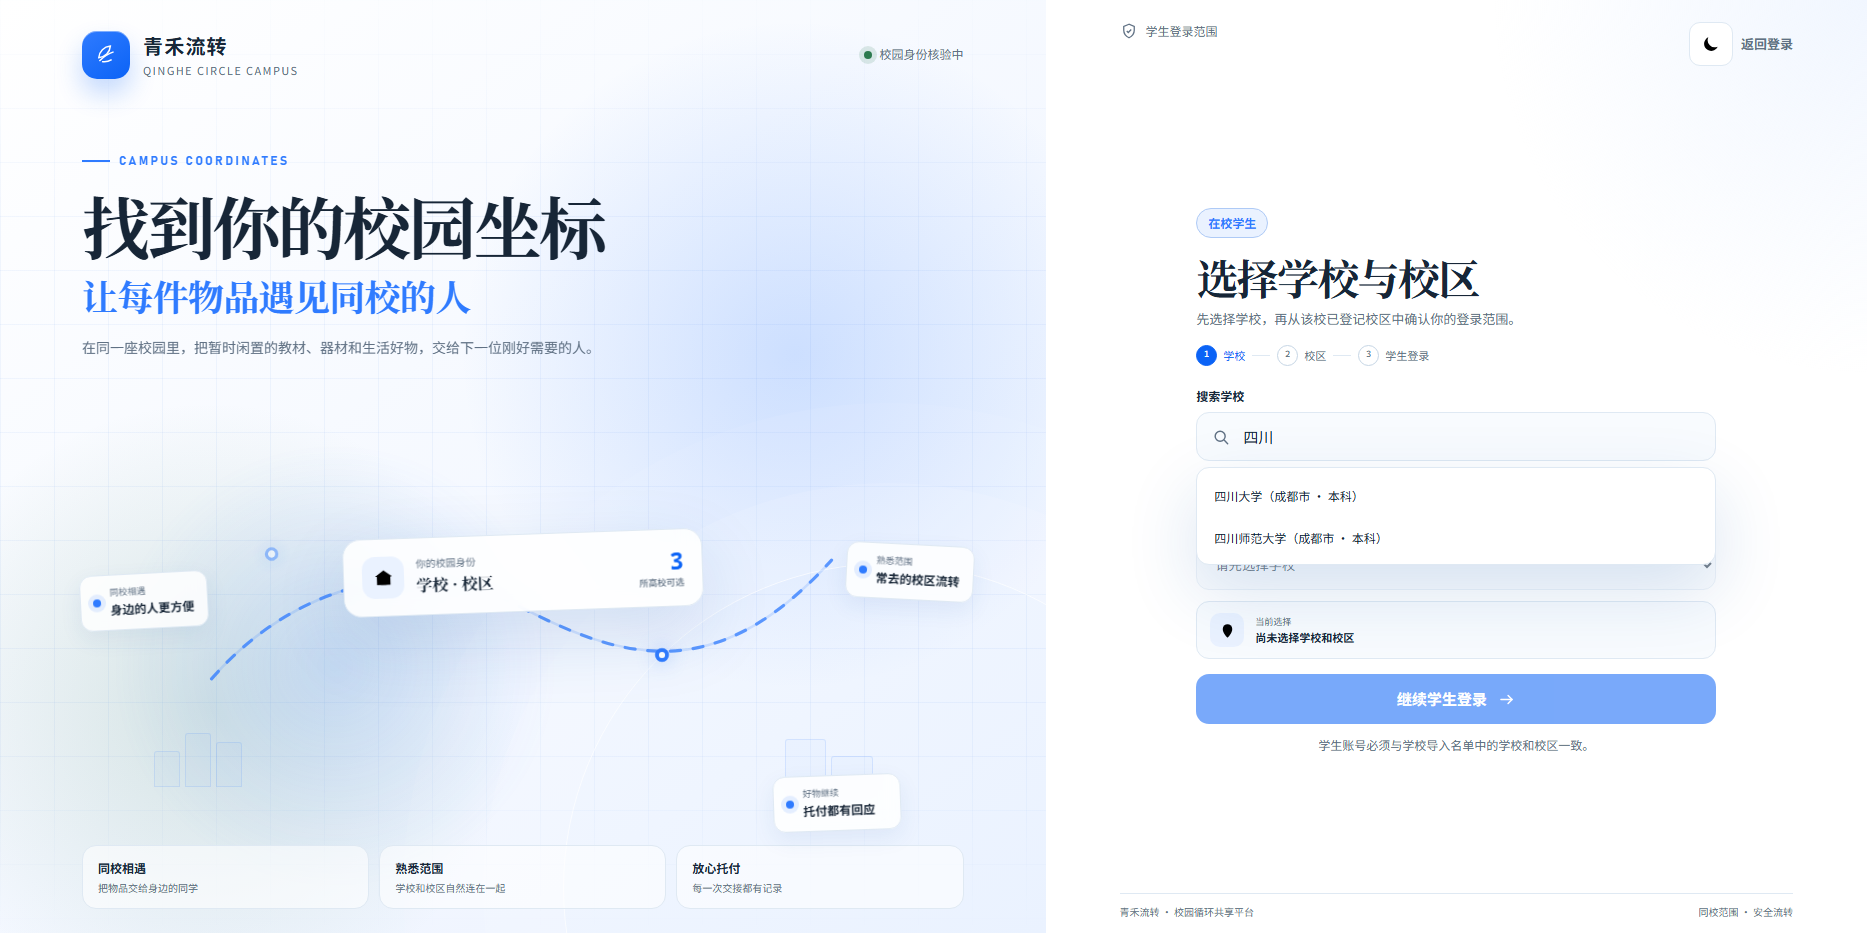 青禾流转
QINGHE CIRCLE CAMPUS
校园身份核验中
CAMPUS COORDINATES
找到你的校园坐标
让每件物品遇见同校的人
在同一座校园里，把暂时闲置的教材、器材和生活好物，交给下一位刚好需要的人。
同校相遇
身边的人更方便
你的校园身份
学校 · 校区
3
所高校可选
熟悉范围
常去的校区流转
好物继续
托付都有回应
同校相遇
把物品交给身边的同学
熟悉范围
学校和校区自然连在一起
放心托付
每一次交接都有记录
学生登录范围
返回登录
在校学生
选择学校与校区
先选择学校，再从该校已登记校区中确认你的登录范围。
1 学校 2 校区 3 学生登录
搜索学校
四川
四川大学（成都市 · 本科）
四川师范大学（成都市 · 本科）
请先选择学校
当前选择
尚未选择学校和校区
继续学生登录 →
学生账号必须与学校导入名单中的学校和校区一致。
青禾流转 · 校园循环共享平台
同校范围 · 安全流转